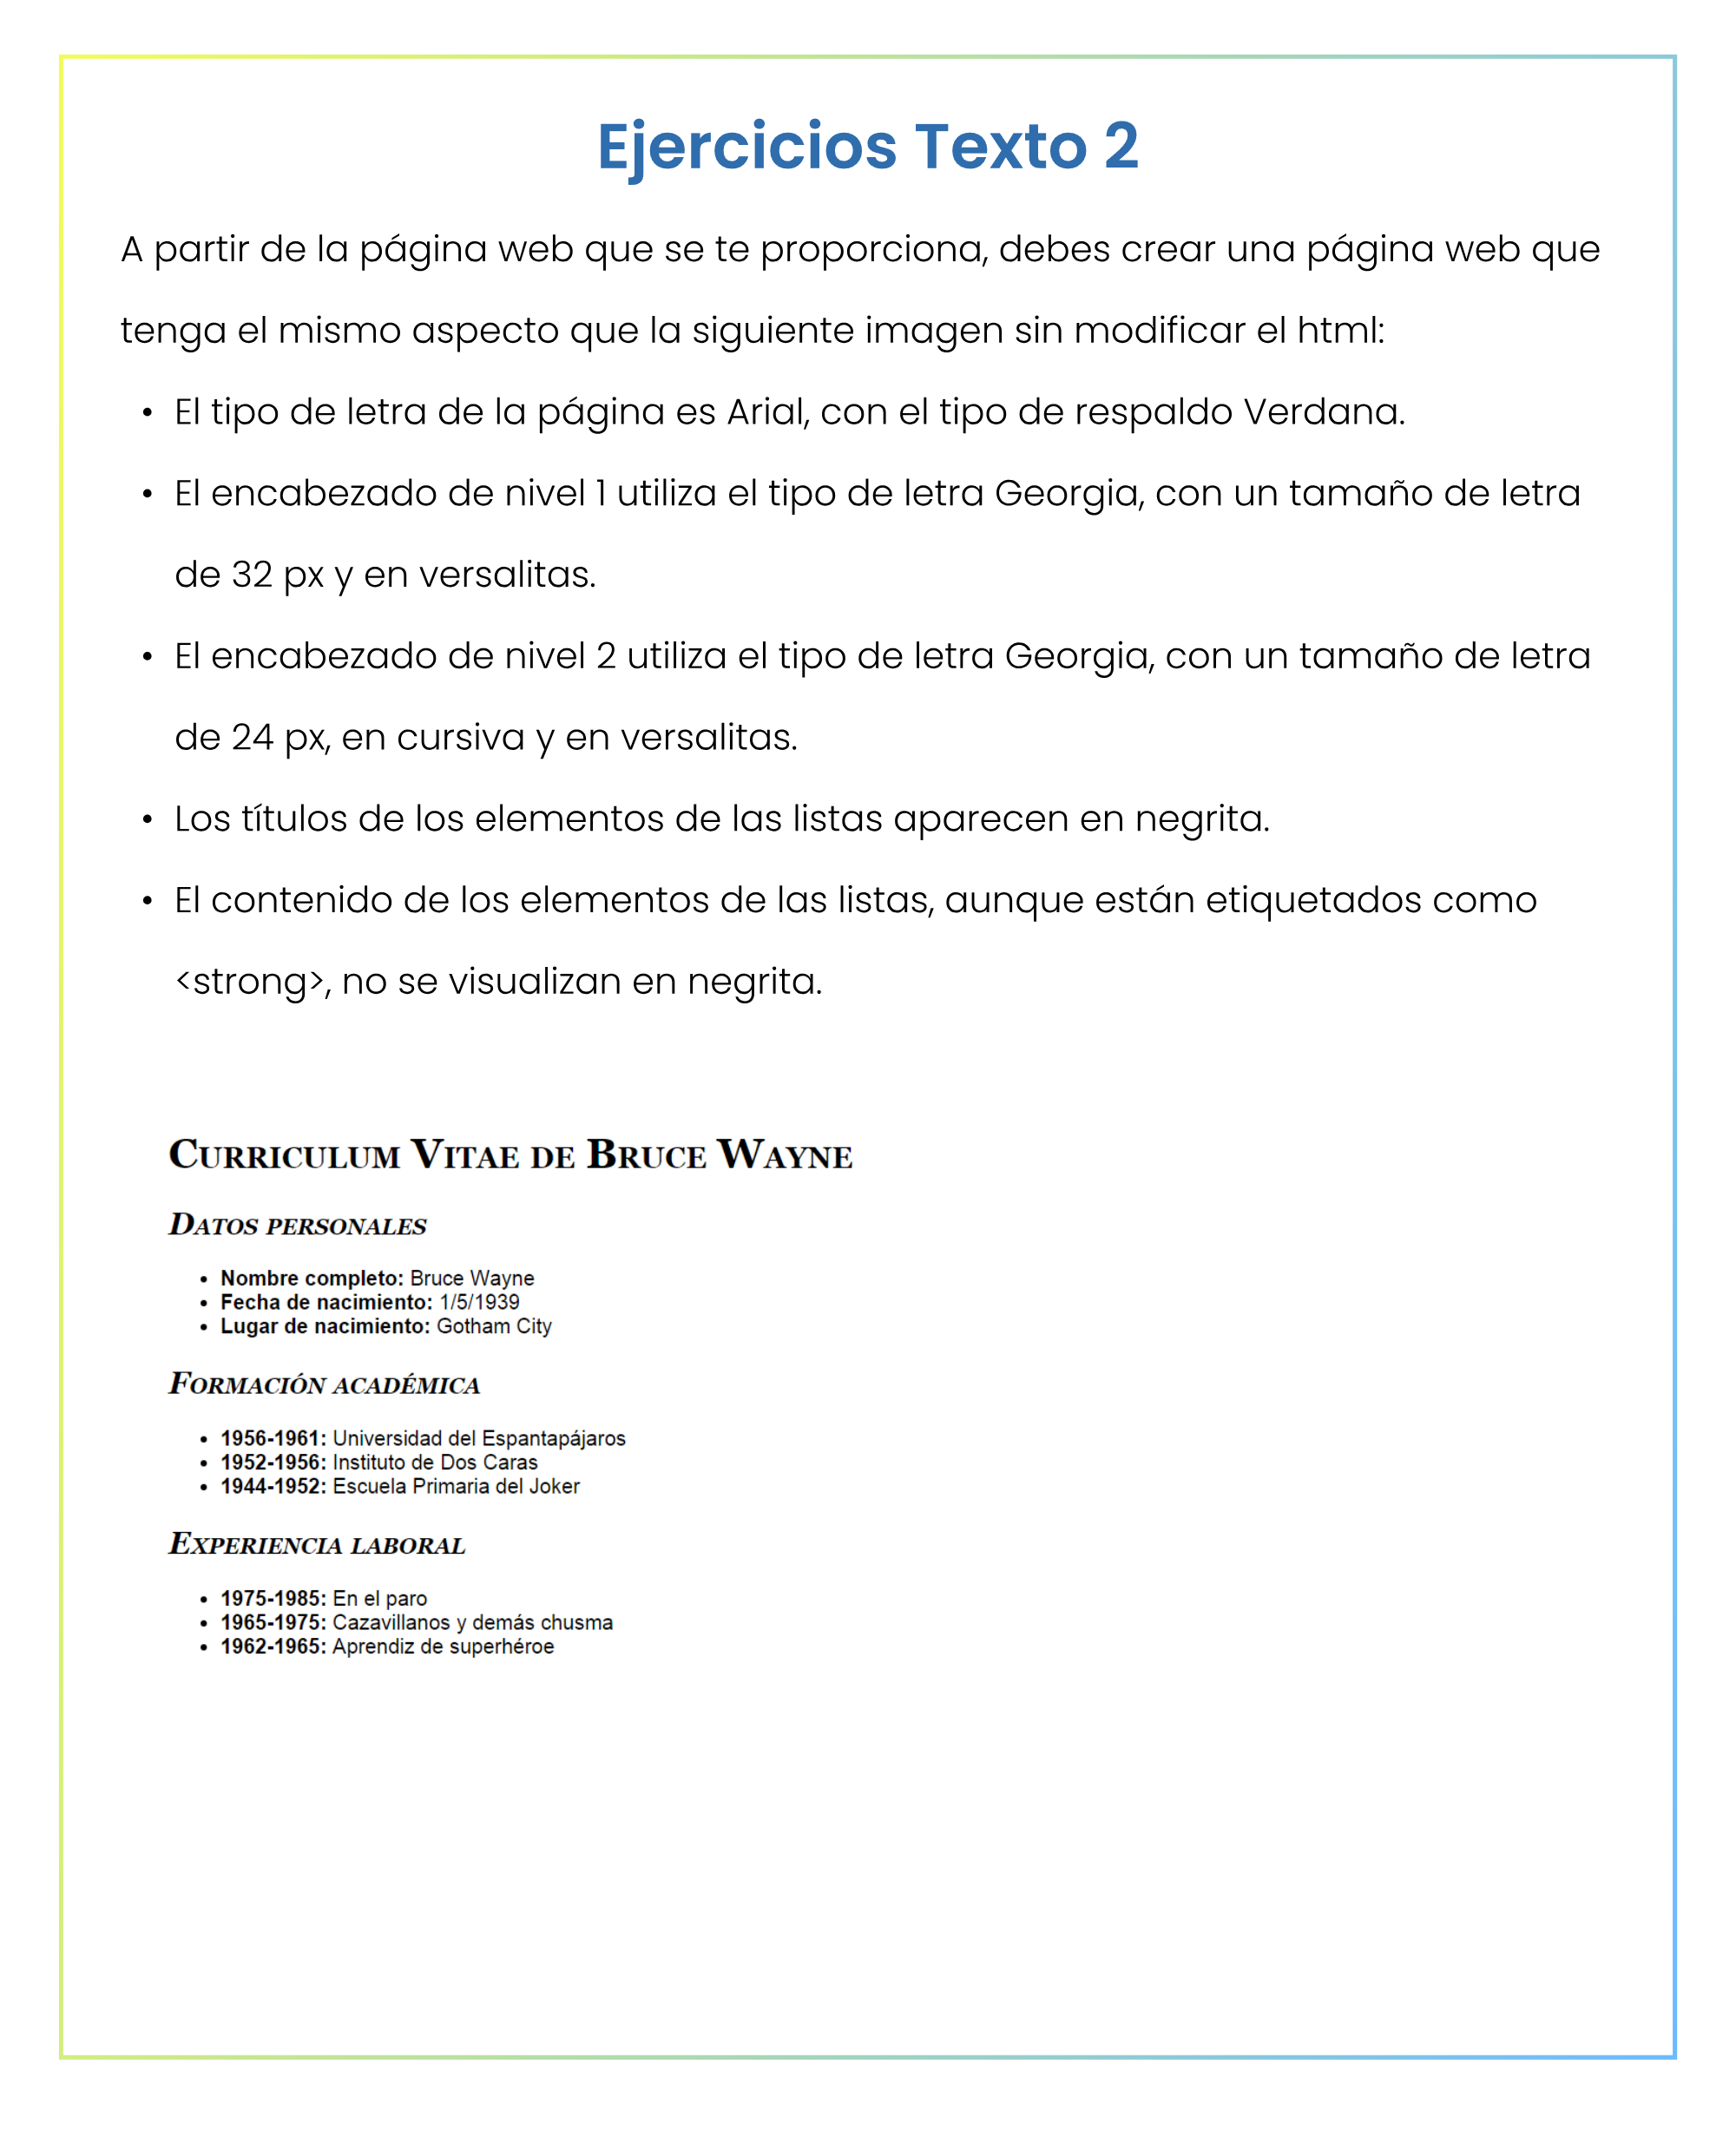 Ejercicios Texto 2
A partir de la página web que se te proporciona, debes crear una página web que
tenga el mismo aspecto que la siguiente imagen sin modificar el html:
• El tipo de letra de la página es Arial, con el tipo de respaldo Verdana.
• El encabezado de nivel 1 utiliza el tipo de letra Georgia, con un tamaño de letra
de 32 px y en versalitas.
• El encabezado de nivel 2 utiliza el tipo de letra Georgia, con un tamaño de letra
de 24 px, en cursiva y en versalitas.
• Los títulos de los elementos de las listas aparecen en negrita.
• El contenido de los elementos de las listas, aunque están etiquetados como
<strong>, no se visualizan en negrita.
Curriculum Vitae de Bruce Wayne
Datos personales
• Nombre completo: Bruce Wayne
• Fecha de nacimiento: 1/5/1939
• Lugar de nacimiento: Gotham City
Formación académica
• 1956-1961: Universidad del Espantapájaros
• 1952-1956: Instituto de Dos Caras
• 1944-1952: Escuela Primaria del Joker
Experiencia laboral
• 1975-1985: En el paro
• 1965-1975: Cazavillanos y demás chusma
• 1962-1965: Aprendiz de superhéroe